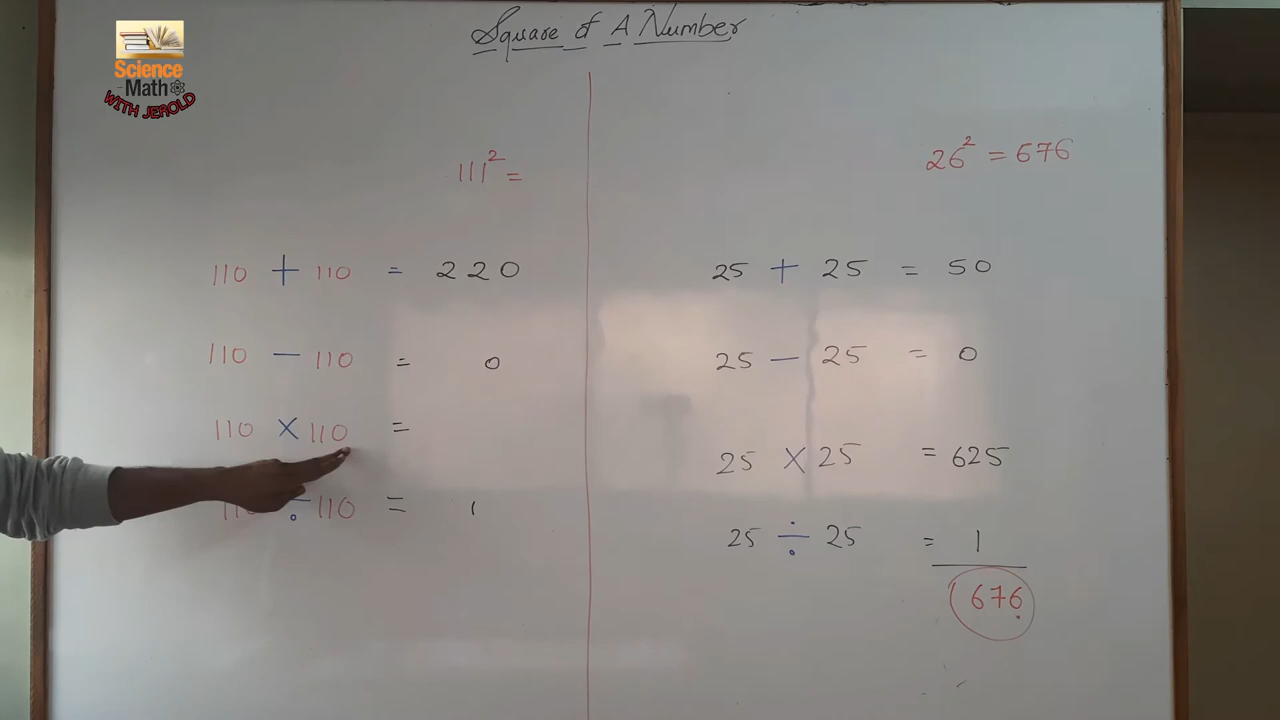 Square of A Number
Science
Math
WITH JEROLD
111² =
110 + 110 = 220
110 − 110 = 0
110 × 110 =
110 ÷ 110 = 1
26² = 676
25 + 25 = 50
25 − 25 = 0
25 × 25 = 625
25 ÷ 25 = 1
676